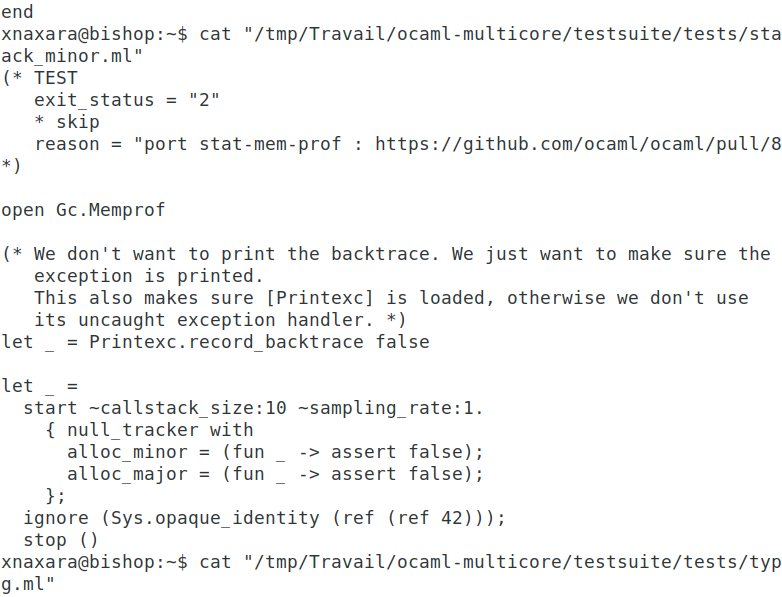 end
xnaxara@bishop:~$ cat "/tmp/Travail/ocaml-multicore/testsuite/tests/sta
ack_minor.ml"
(* TEST
   exit_status = "2"
   * skip
   reason = "port stat-mem-prof : https://github.com/ocaml/ocaml/pull/8
*)

open Gc.Memprof

(* We don't want to print the backtrace. We just want to make sure the
   exception is printed.
   This also makes sure [Printexc] is loaded, otherwise we don't use
   its uncaught exception handler. *)
let _ = Printexc.record_backtrace false

let _ =
  start ~callstack_size:10 ~sampling_rate:1.
    { null_tracker with
      alloc_minor = (fun _ -> assert false);
      alloc_major = (fun _ -> assert false);
    };
  ignore (Sys.opaque_identity (ref (ref 42)));
  stop ()
xnaxara@bishop:~$ cat "/tmp/Travail/ocaml-multicore/testsuite/tests/typ
g.ml"